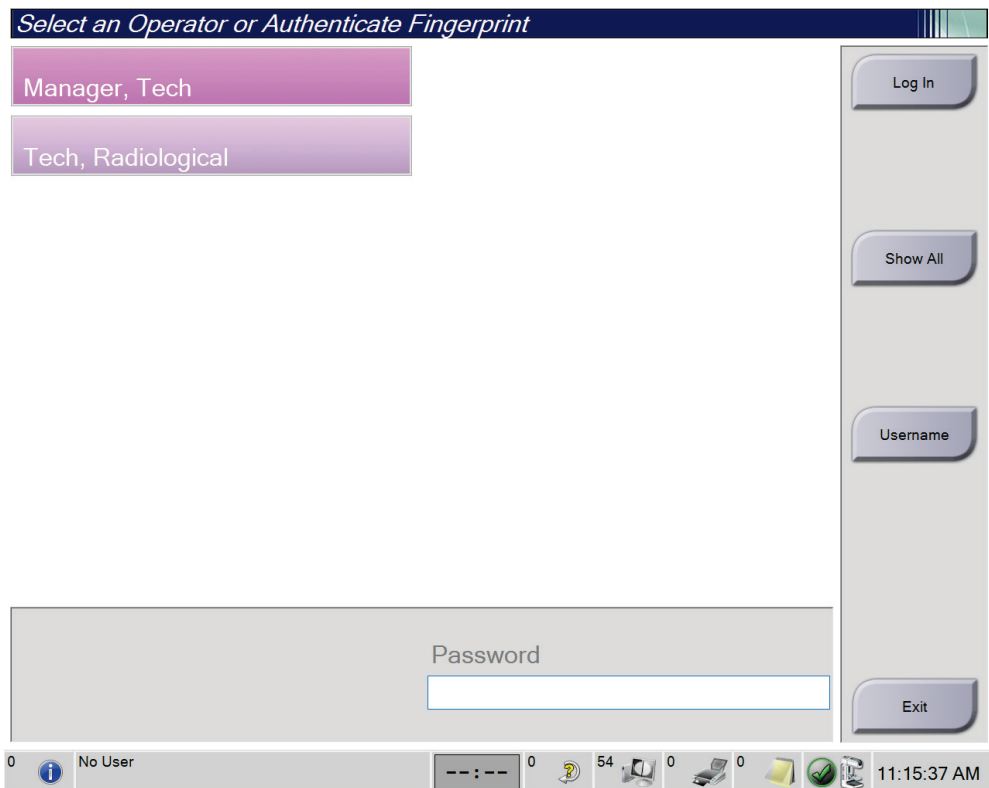 Select an Operator or Authenticate Fingerprint
Manager, Tech
Tech, Radiological
Log In
Show All
Username
Password
Exit
0 No User --:-- 0 54 0 0 11:15:37 AM